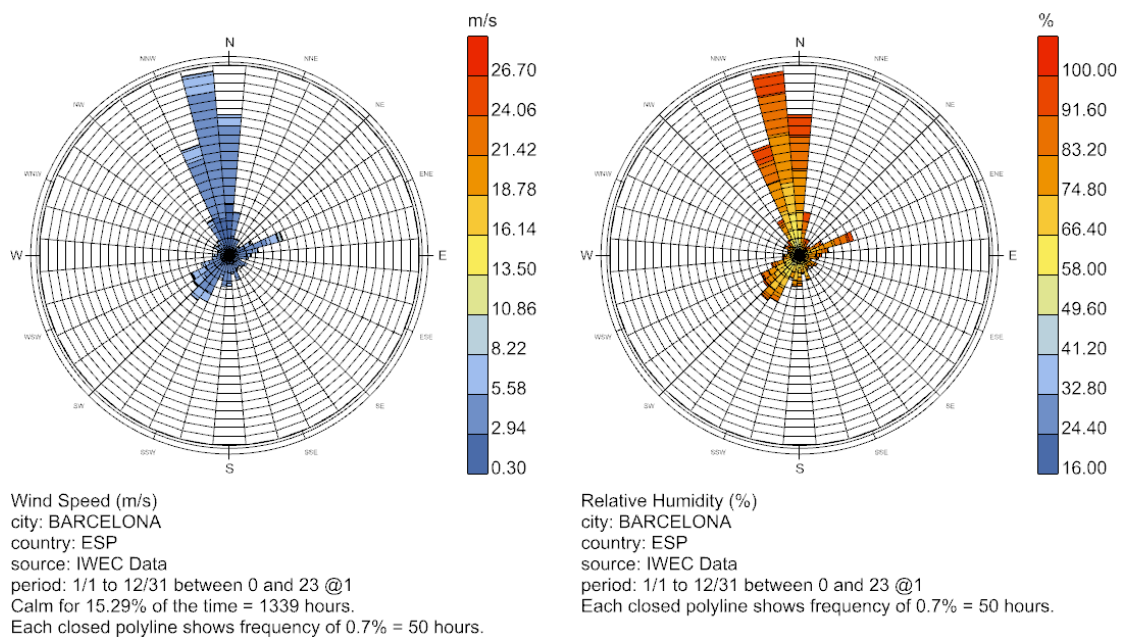 m/s
N
NNW
NNE
NW
NE
WNW
ENE
W
E
WSW
ESE
SW
SE
SSW
SSE
S
26.70
24.06
21.42
18.78
16.14
13.50
10.86
8.22
5.58
2.94
0.30
Wind Speed (m/s)
city: BARCELONA
country: ESP
source: IWEC Data
period: 1/1 to 12/31 between 0 and 23 @1
Calm for 15.29% of the time = 1339 hours.
Each closed polyline shows frequency of 0.7% = 50 hours.
%
N
NNW
NNE
NW
NE
WNW
ENE
W
E
WSW
ESE
SW
SE
SSW
SSE
S
100.00
91.60
83.20
74.80
66.40
58.00
49.60
41.20
32.80
24.40
16.00
Relative Humidity (%)
city: BARCELONA
country: ESP
source: IWEC Data
period: 1/1 to 12/31 between 0 and 23 @1
Each closed polyline shows frequency of 0.7% = 50 hours.